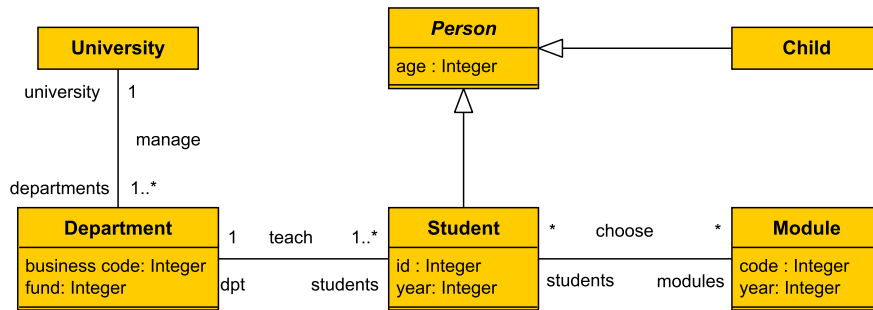 University
Person
age : Integer
Child
university
1
manage
departments
1..*
Department
business code: Integer
fund: Integer
1
teach
1..*
dpt
students
Student
id : Integer
year: Integer
*
choose
*
students
modules
Module
code : Integer
year: Integer